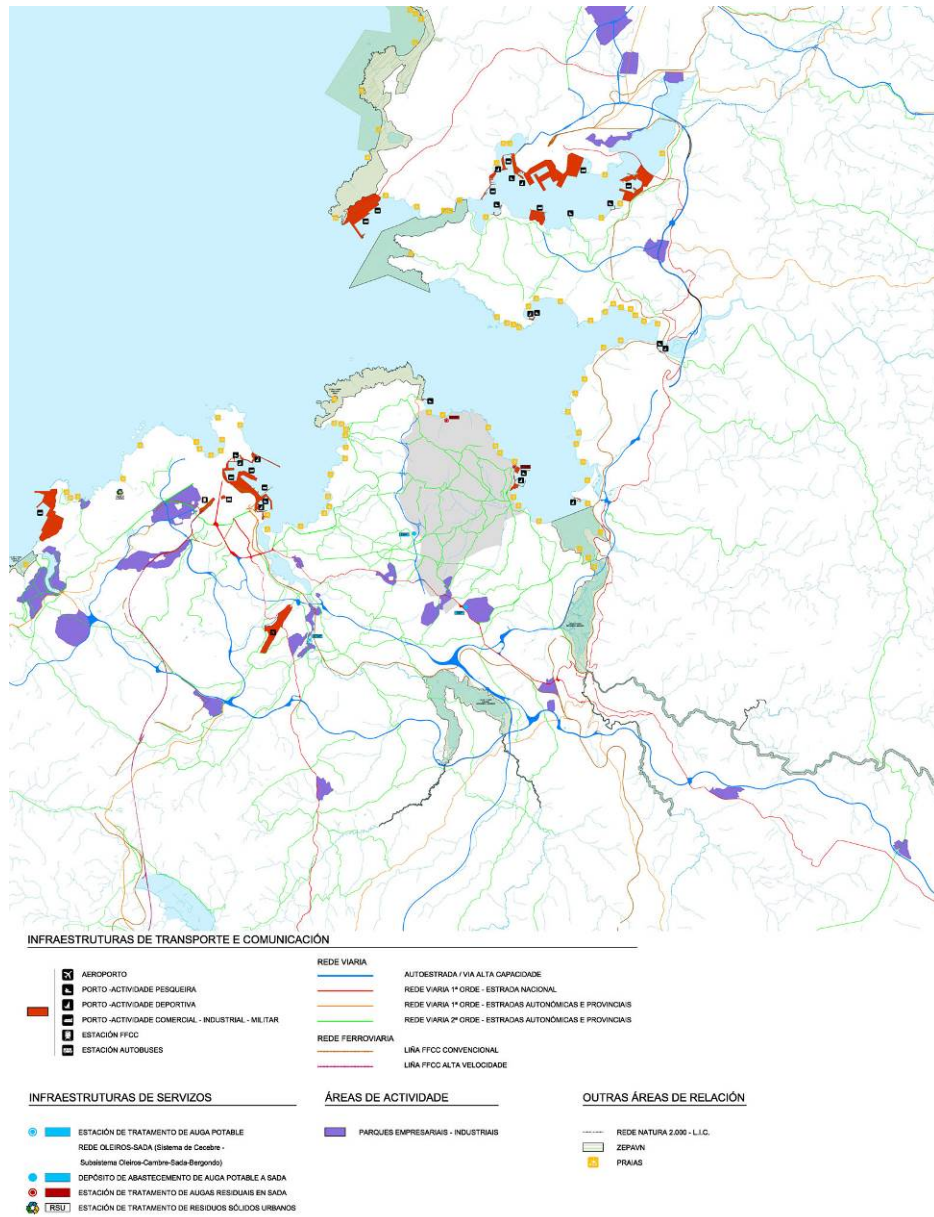 INFRAESTRUTURAS DE TRANSPORTE E COMUNICACIÓN
AEROPORTO
PORTO -ACTIVIDADE PESQUEIRA
PORTO -ACTIVIDADE DEPORTIVA
PORTO -ACTIVIDADE COMERCIAL - INDUSTRIAL - MILITAR
ESTACIÓN FFCC
ESTACIÓN AUTOBUSES
REDE VIARIA
AUTOESTRADA / VIA ALTA CAPACIDADE
REDE VIARIA 1ª ORDE - ESTRADA NACIONAL
REDE VIARIA 1ª ORDE - ESTRADAS AUTONÓMICAS E PROVINCIAIS
REDE VIARIA 2ª ORDE - ESTRADAS AUTONÓMICAS E PROVINCIAIS
REDE FERROVIARIA
LIÑA FFCC CONVENCIONAL
LIÑA FFCC ALTA VELOCIDADE
INFRAESTRUTURAS DE SERVIZOS
ESTACIÓN DE TRATAMENTO DE AUGA POTABLE
REDE OLEIROS-SADA (Sistema de Cecebre -
Subsistema Oleiros-Cambre-Sada-Bergondo)
DEPÓSITO DE ABASTECEMENTO DE AUGA POTABLE A SADA
ESTACIÓN DE TRATAMENTO DE AUGAS RESIDUAIS EN SADA
RSU ESTACIÓN DE TRATAMENTO DE RESIDUOS SÓLIDOS URBANOS
ÁREAS DE ACTIVIDADE
PARQUES EMPRESARIAIS - INDUSTRIAIS
OUTRAS ÁREAS DE RELACIÓN
REDE NATURA 2.000 - L.I.C.
ZEPAVN
PRAIAS